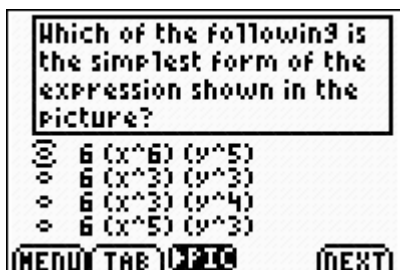 Which of the following is
the simplest form of the
expression shown in the
picture?
6 (x^6) (y^5)
6 (x^3) (y^3)
6 (x^3) (y^4)
6 (x^5) (y^3)
MENU TAB PIC NEXT